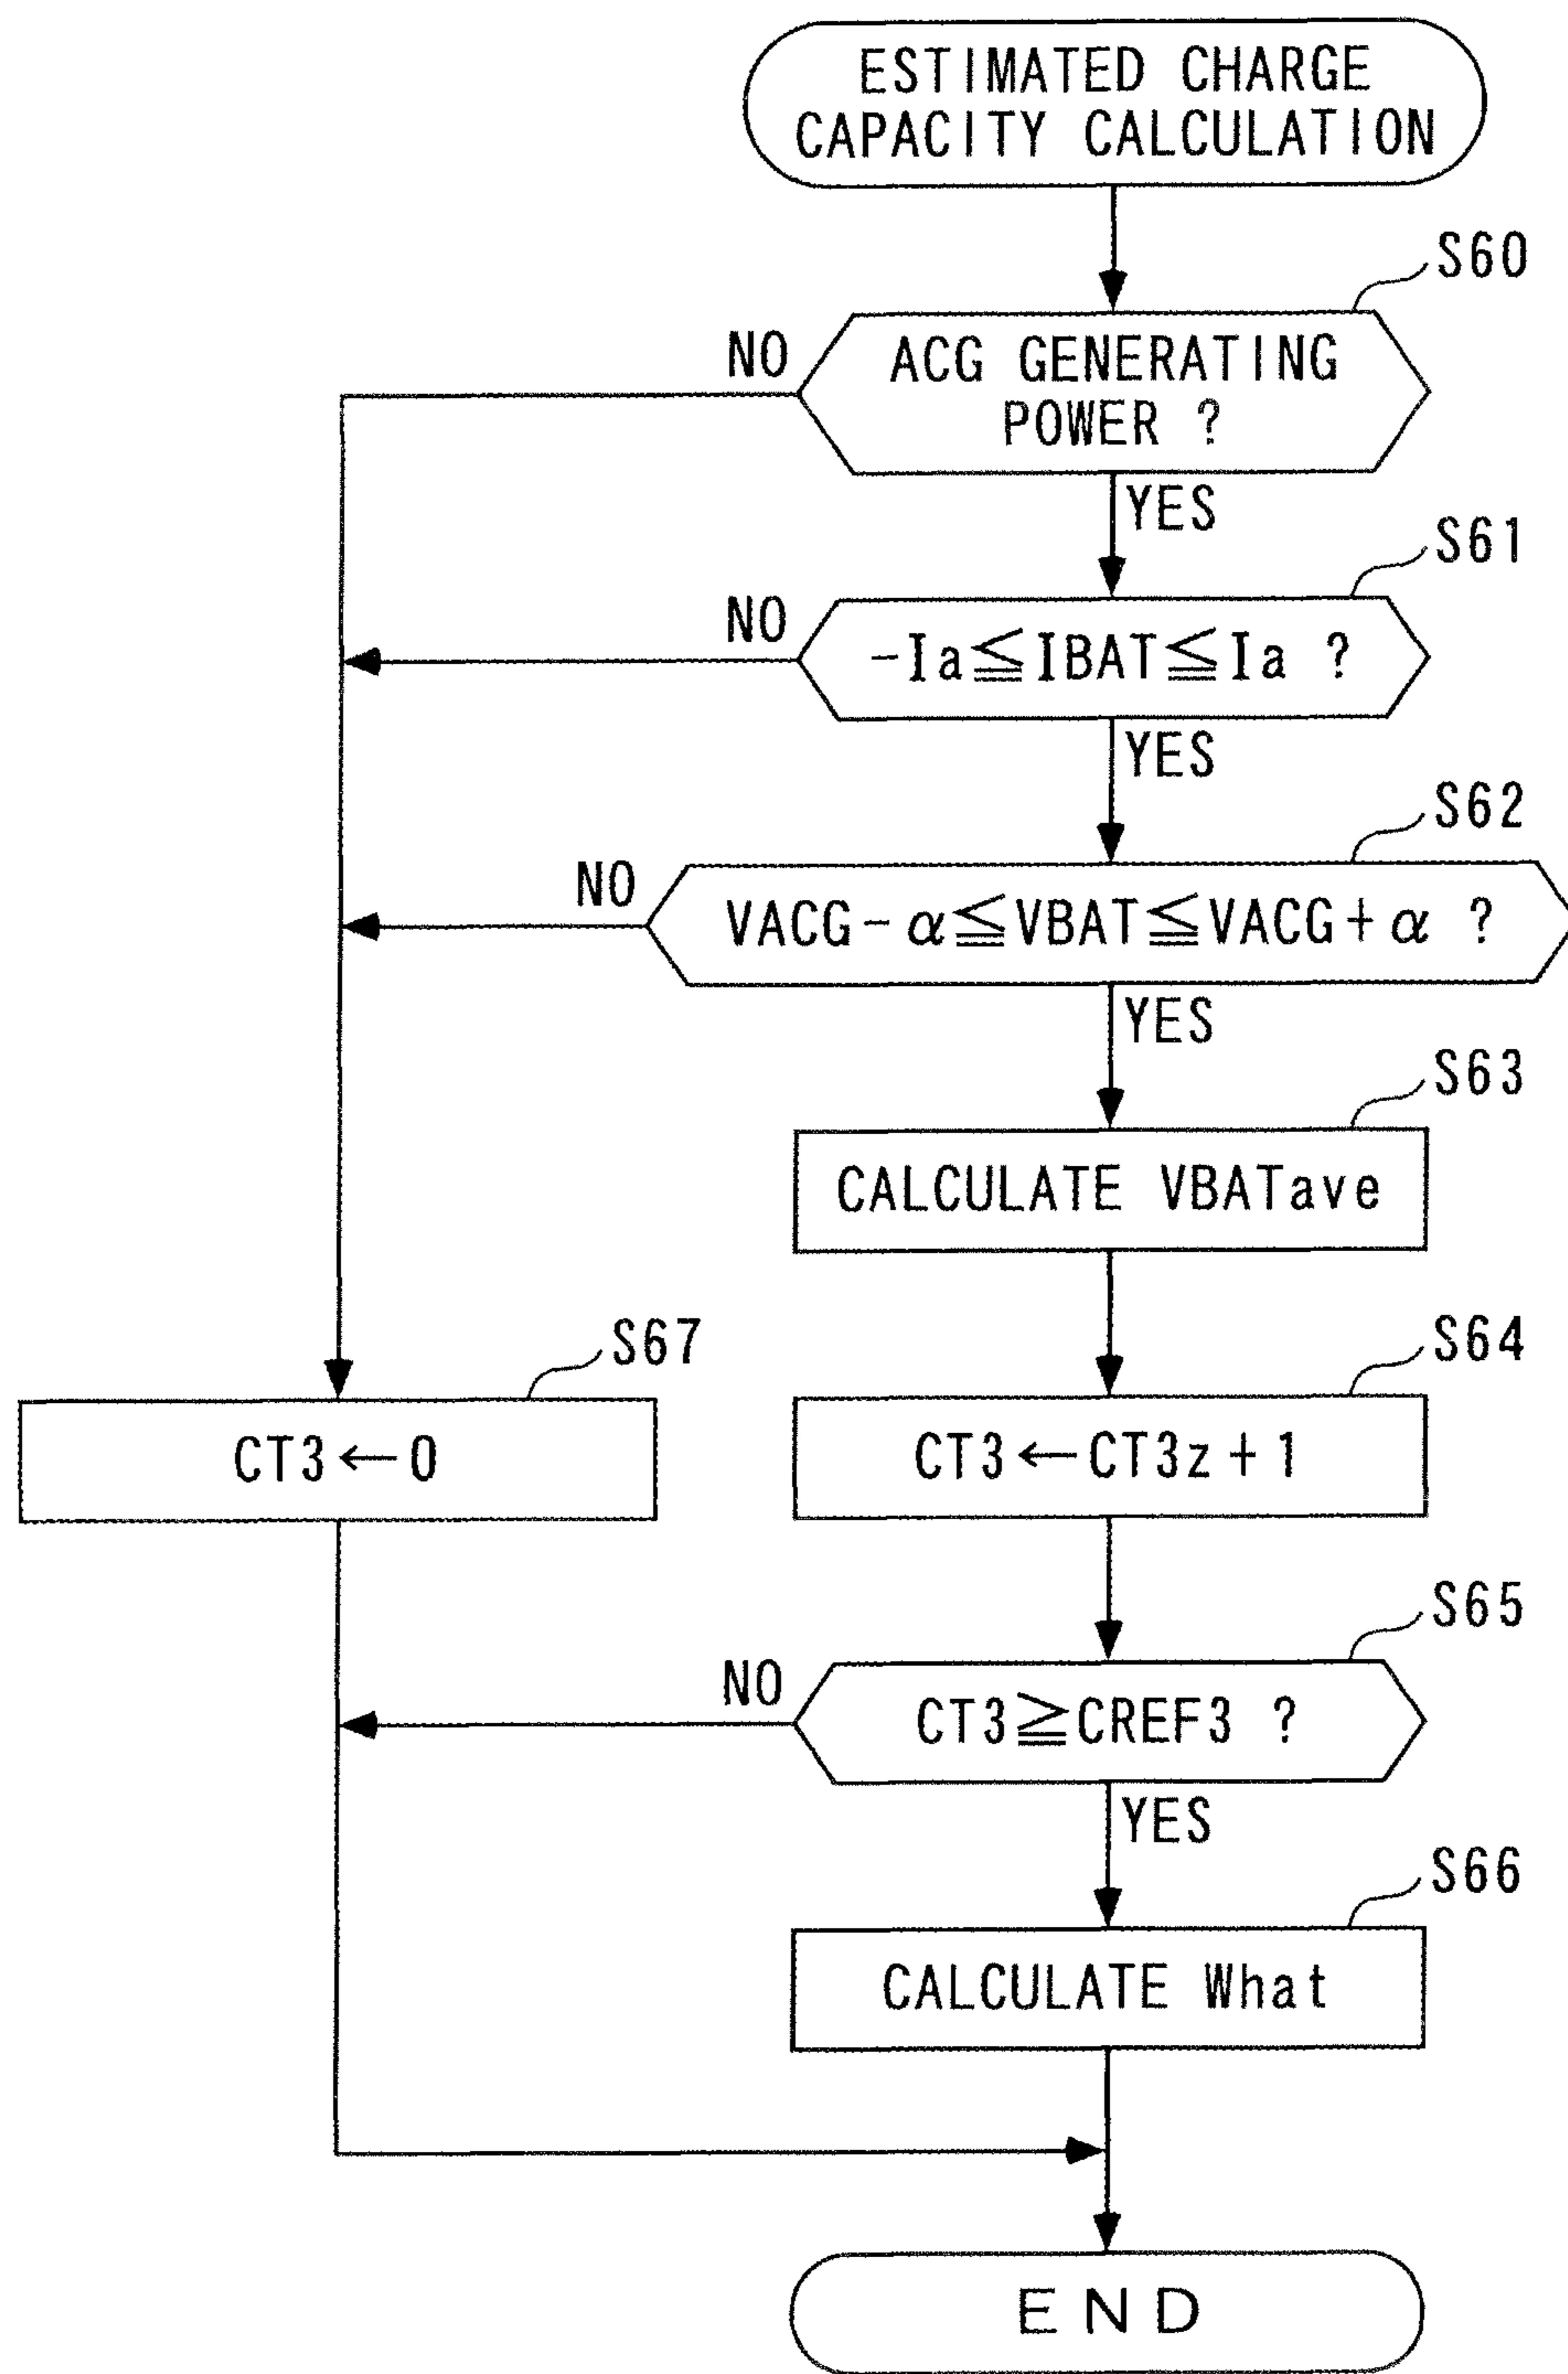 ESTIMATED CHARGE
CAPACITY CALCULATION
S60
NO
ACG GENERATING
POWER ?
YES
S61
NO
-Ia≦IBAT≦Ia ?
YES
S62
NO
VACG-α≦VBAT≦VACG+α ?
YES
S63
CALCULATE VBATave
S67
S64
CT3←0
CT3←CT3z+1
S65
NO
CT3≧CREF3 ?
YES
S66
CALCULATE What
END